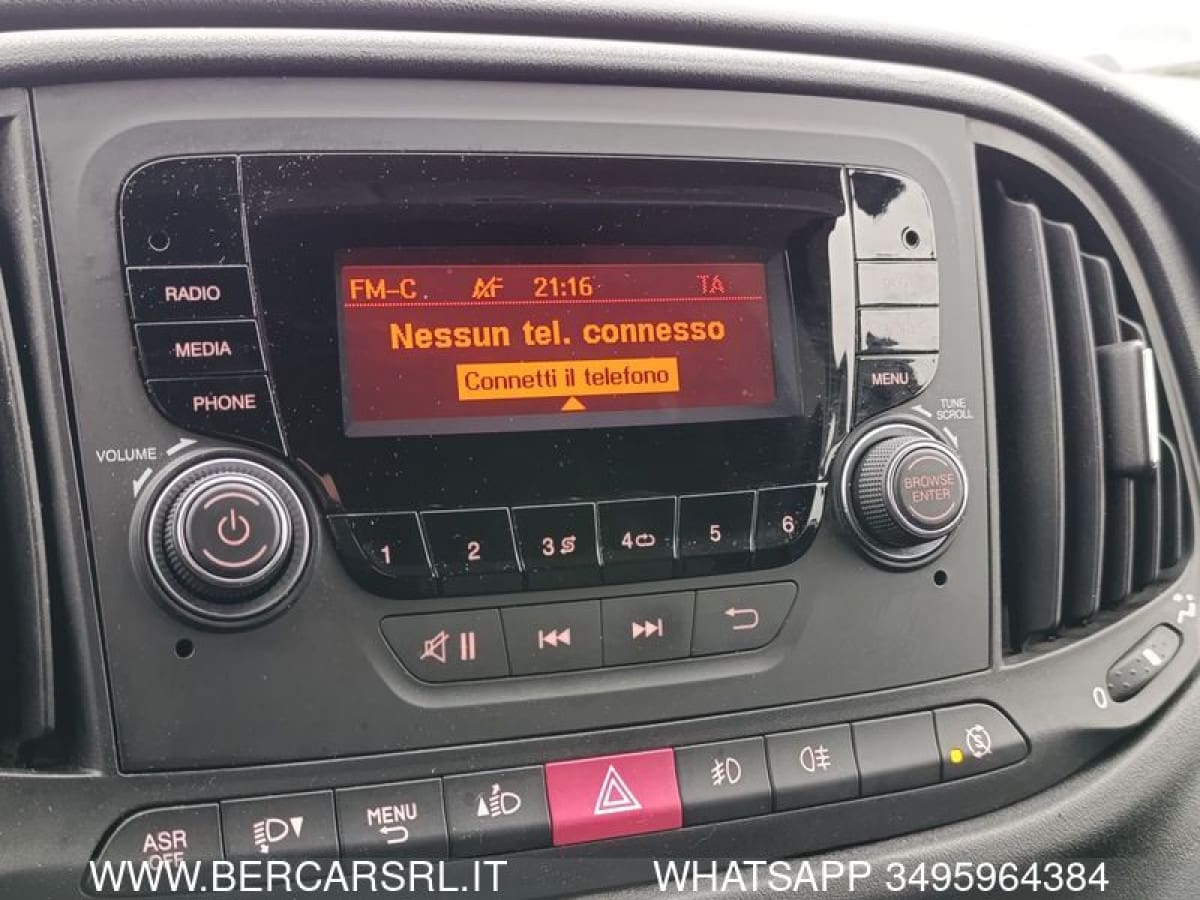 FM-C AF 21:16 TA
Nessun tel. connesso
Connetti il telefono
RADIO
MEDIA
PHONE
MENU
VOLUME
TUNE
SCROLL
BROWSE
ENTER
1 2 3 4 5 6
0
ASR
OFF
MENU
WWW.BERCARSRL.IT WHATSAPP 3495964384